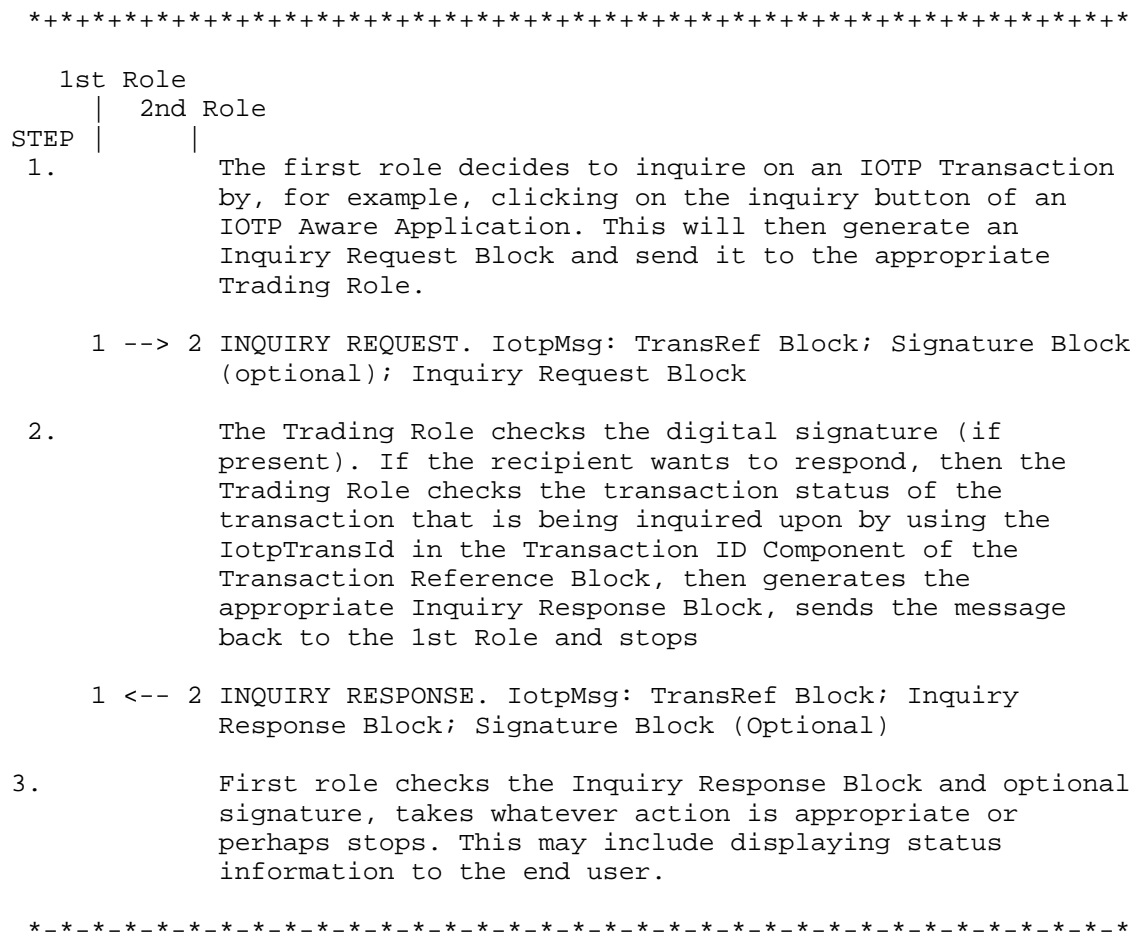 *+*+*+*+*+*+*+*+*+*+*+*+*+*+*+*+*+*+*+*+*+*+*+*+*+*+*+*+*+*+*+*+*+*+*
1st Role
| 2nd Role
STEP | |
1. The first role decides to inquire on an IOTP Transaction
by, for example, clicking on the inquiry button of an
IOTP Aware Application. This will then generate an
Inquiry Request Block and send it to the appropriate
Trading Role.
1 --> 2 INQUIRY REQUEST. IotpMsg: TransRef Block; Signature Block
(optional); Inquiry Request Block
2. The Trading Role checks the digital signature (if
present). If the recipient wants to respond, then the
Trading Role checks the transaction status of the
transaction that is being inquired upon by using the
IotpTransId in the Transaction ID Component of the
Transaction Reference Block, then generates the
appropriate Inquiry Response Block, sends the message
back to the 1st Role and stops
1 <-- 2 INQUIRY RESPONSE. IotpMsg: TransRef Block; Inquiry
Response Block; Signature Block (Optional)
3. First role checks the Inquiry Response Block and optional
signature, takes whatever action is appropriate or
perhaps stops. This may include displaying status
information to the end user.
*-*-*-*-*-*-*-*-*-*-*-*-*-*-*-*-*-*-*-*-*-*-*-*-*-*-*-*-*-*-*-*-*-*-*